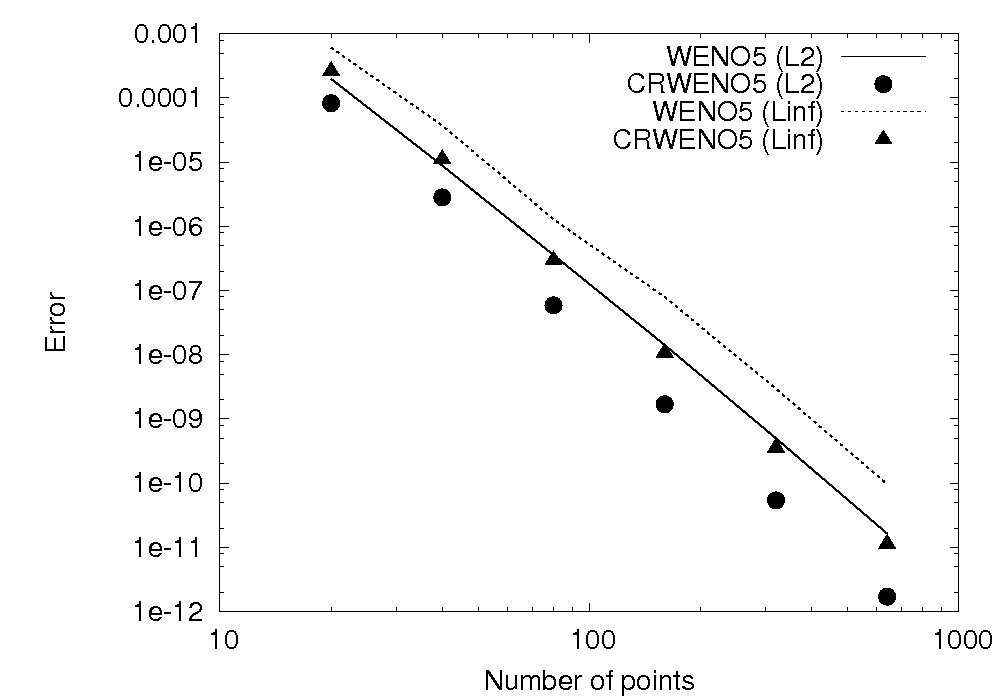 0.001
0.0001
1e-05
1e-06
1e-07
1e-08
1e-09
1e-10
1e-11
1e-12
10
100
1000
Error
Number of points
WENO5 (L2)
CRWENO5 (L2)
WENO5 (Linf)
CRWENO5 (Linf)